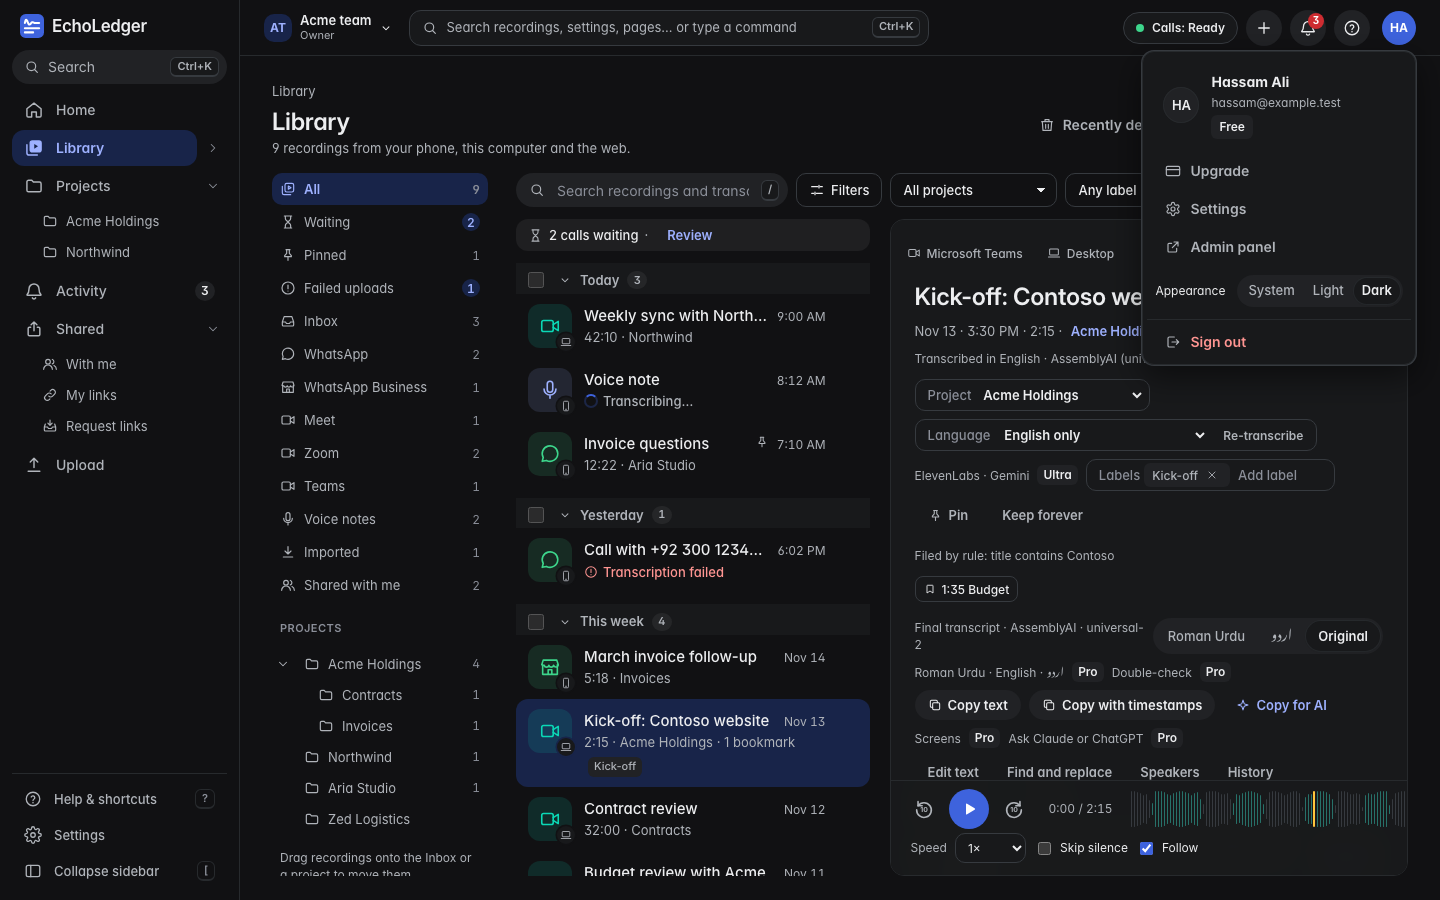 EchoLedger
Search Ctrl+K
Home
Library
Projects
Acme Holdings
Northwind
Activity 3
Shared
With me
My links
Request links
Upload
Help & shortcuts ?
Settings
Collapse sidebar [
AT Acme team
Owner
Search recordings, settings, pages... or type a command Ctrl+K
Calls: Ready
3
HA
Hassam Ali
HA hassam@example.test
Free
Upgrade
Settings
Admin panel
Appearance System Light Dark
Sign out
Library
Library
9 recordings from your phone, this computer and the web.
Recently de
All 9
Waiting 2
Pinned 1
Failed uploads 1
Inbox 3
WhatsApp 2
WhatsApp Business 1
Meet 1
Zoom 2
Teams 1
Voice notes 2
Imported 1
Shared with me 2
PROJECTS
Acme Holdings 4
Contracts 1
Invoices 1
Northwind 1
Aria Studio 1
Zed Logistics
Drag recordings onto the Inbox or
a project to move them
Search recordings and transc /
Filters
All projects
Any label
2 calls waiting · Review
Today 3
Weekly sync with North... 9:00 AM
42:10 · Northwind
Voice note 8:12 AM
Transcribing...
Invoice questions 7:10 AM
12:22 · Aria Studio
Yesterday 1
Call with +92 300 1234... 6:02 PM
Transcription failed
This week 4
March invoice follow-up Nov 14
5:18 · Invoices
Kick-off: Contoso website Nov 13
2:15 · Acme Holdings · 1 bookmark
Kick-off
Contract review Nov 12
32:00 · Contracts
Budget review with Acme Nov 11
Microsoft Teams Desktop
Kick-off: Contoso we
Nov 13 · 3:30 PM · 2:15 · Acme Holdi
Transcribed in English · AssemblyAI (uni
Project Acme Holdings
Language English only Re-transcribe
ElevenLabs · Gemini Ultra Labels Kick-off × Add label
Pin Keep forever
Filed by rule: title contains Contoso
1:35 Budget
Final transcript · AssemblyAI · universal-
2
Roman Urdu اردو Original
Roman Urdu · English · اردو Pro Double-check Pro
Copy text Copy with timestamps Copy for AI
Screens Pro Ask Claude or ChatGPT Pro
Edit text Find and replace Speakers History
10 10 0:00 / 2:15
Speed 1× Skip silence Follow